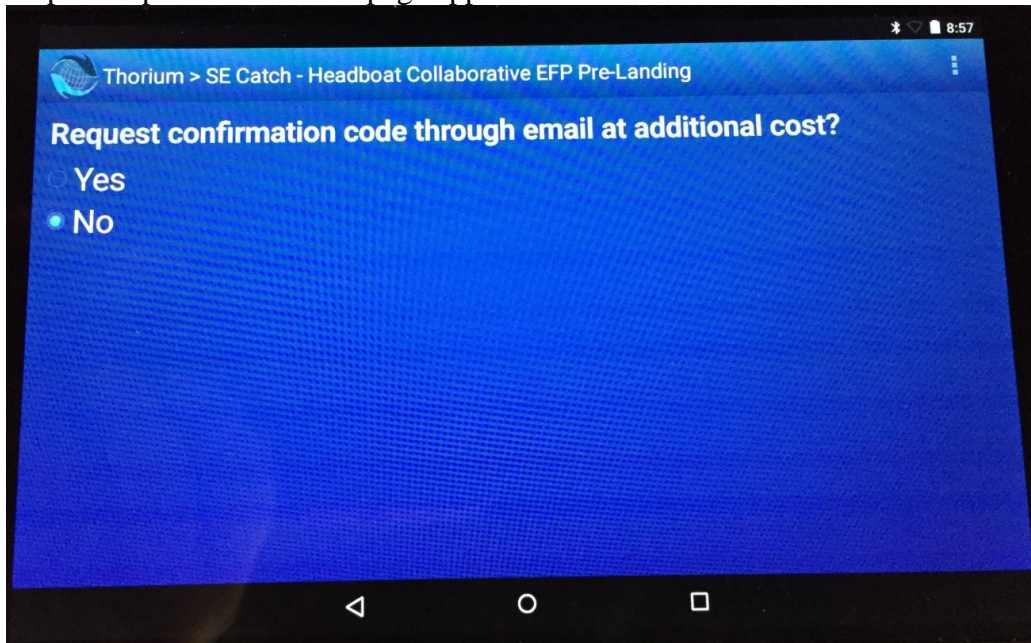 8:57
Thorium > SE Catch - Headboat Collaborative EFP Pre-Landing
Request confirmation code through email at additional cost?
Yes
No